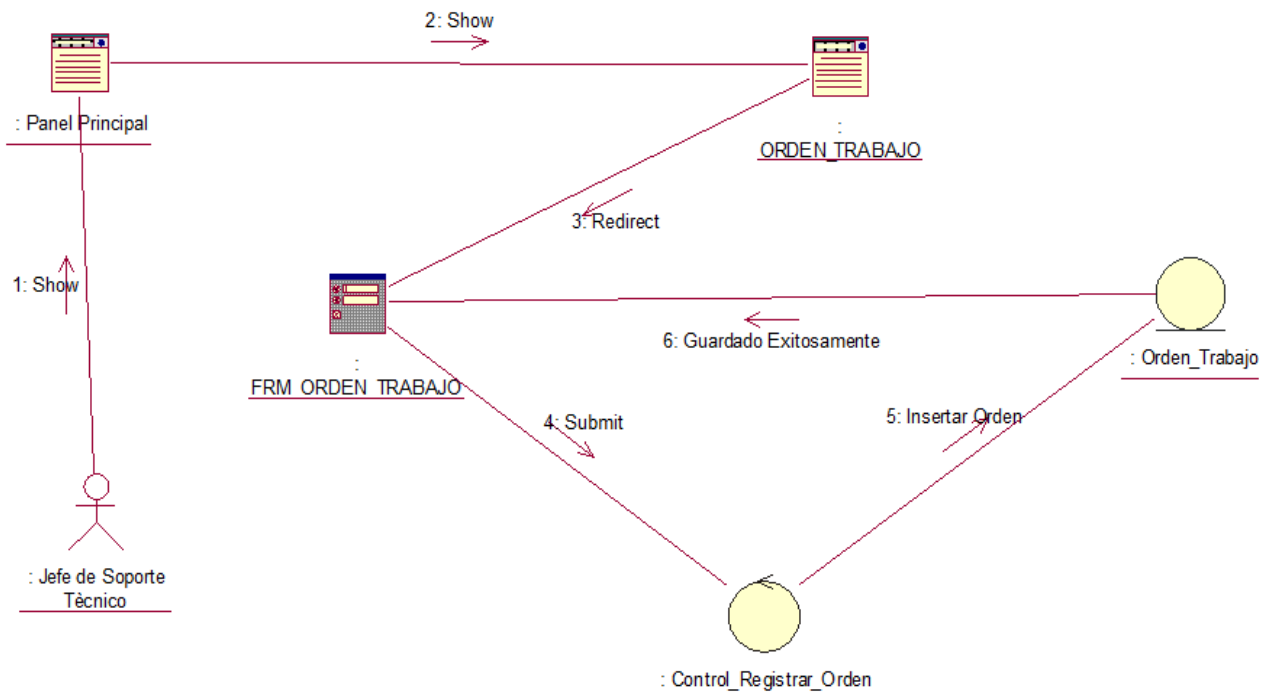 2: Show
: Panel Principal
:
ORDEN_TRABAJO
3: Redirect
1: Show
6: Guardado Exitosamente
: Orden_Trabajo
:
FRM_ORDEN_TRABAJO
4: Submit
5: Insertar Orden
: Jefe de Soporte
Tècnico
: Control_Registrar_Orden